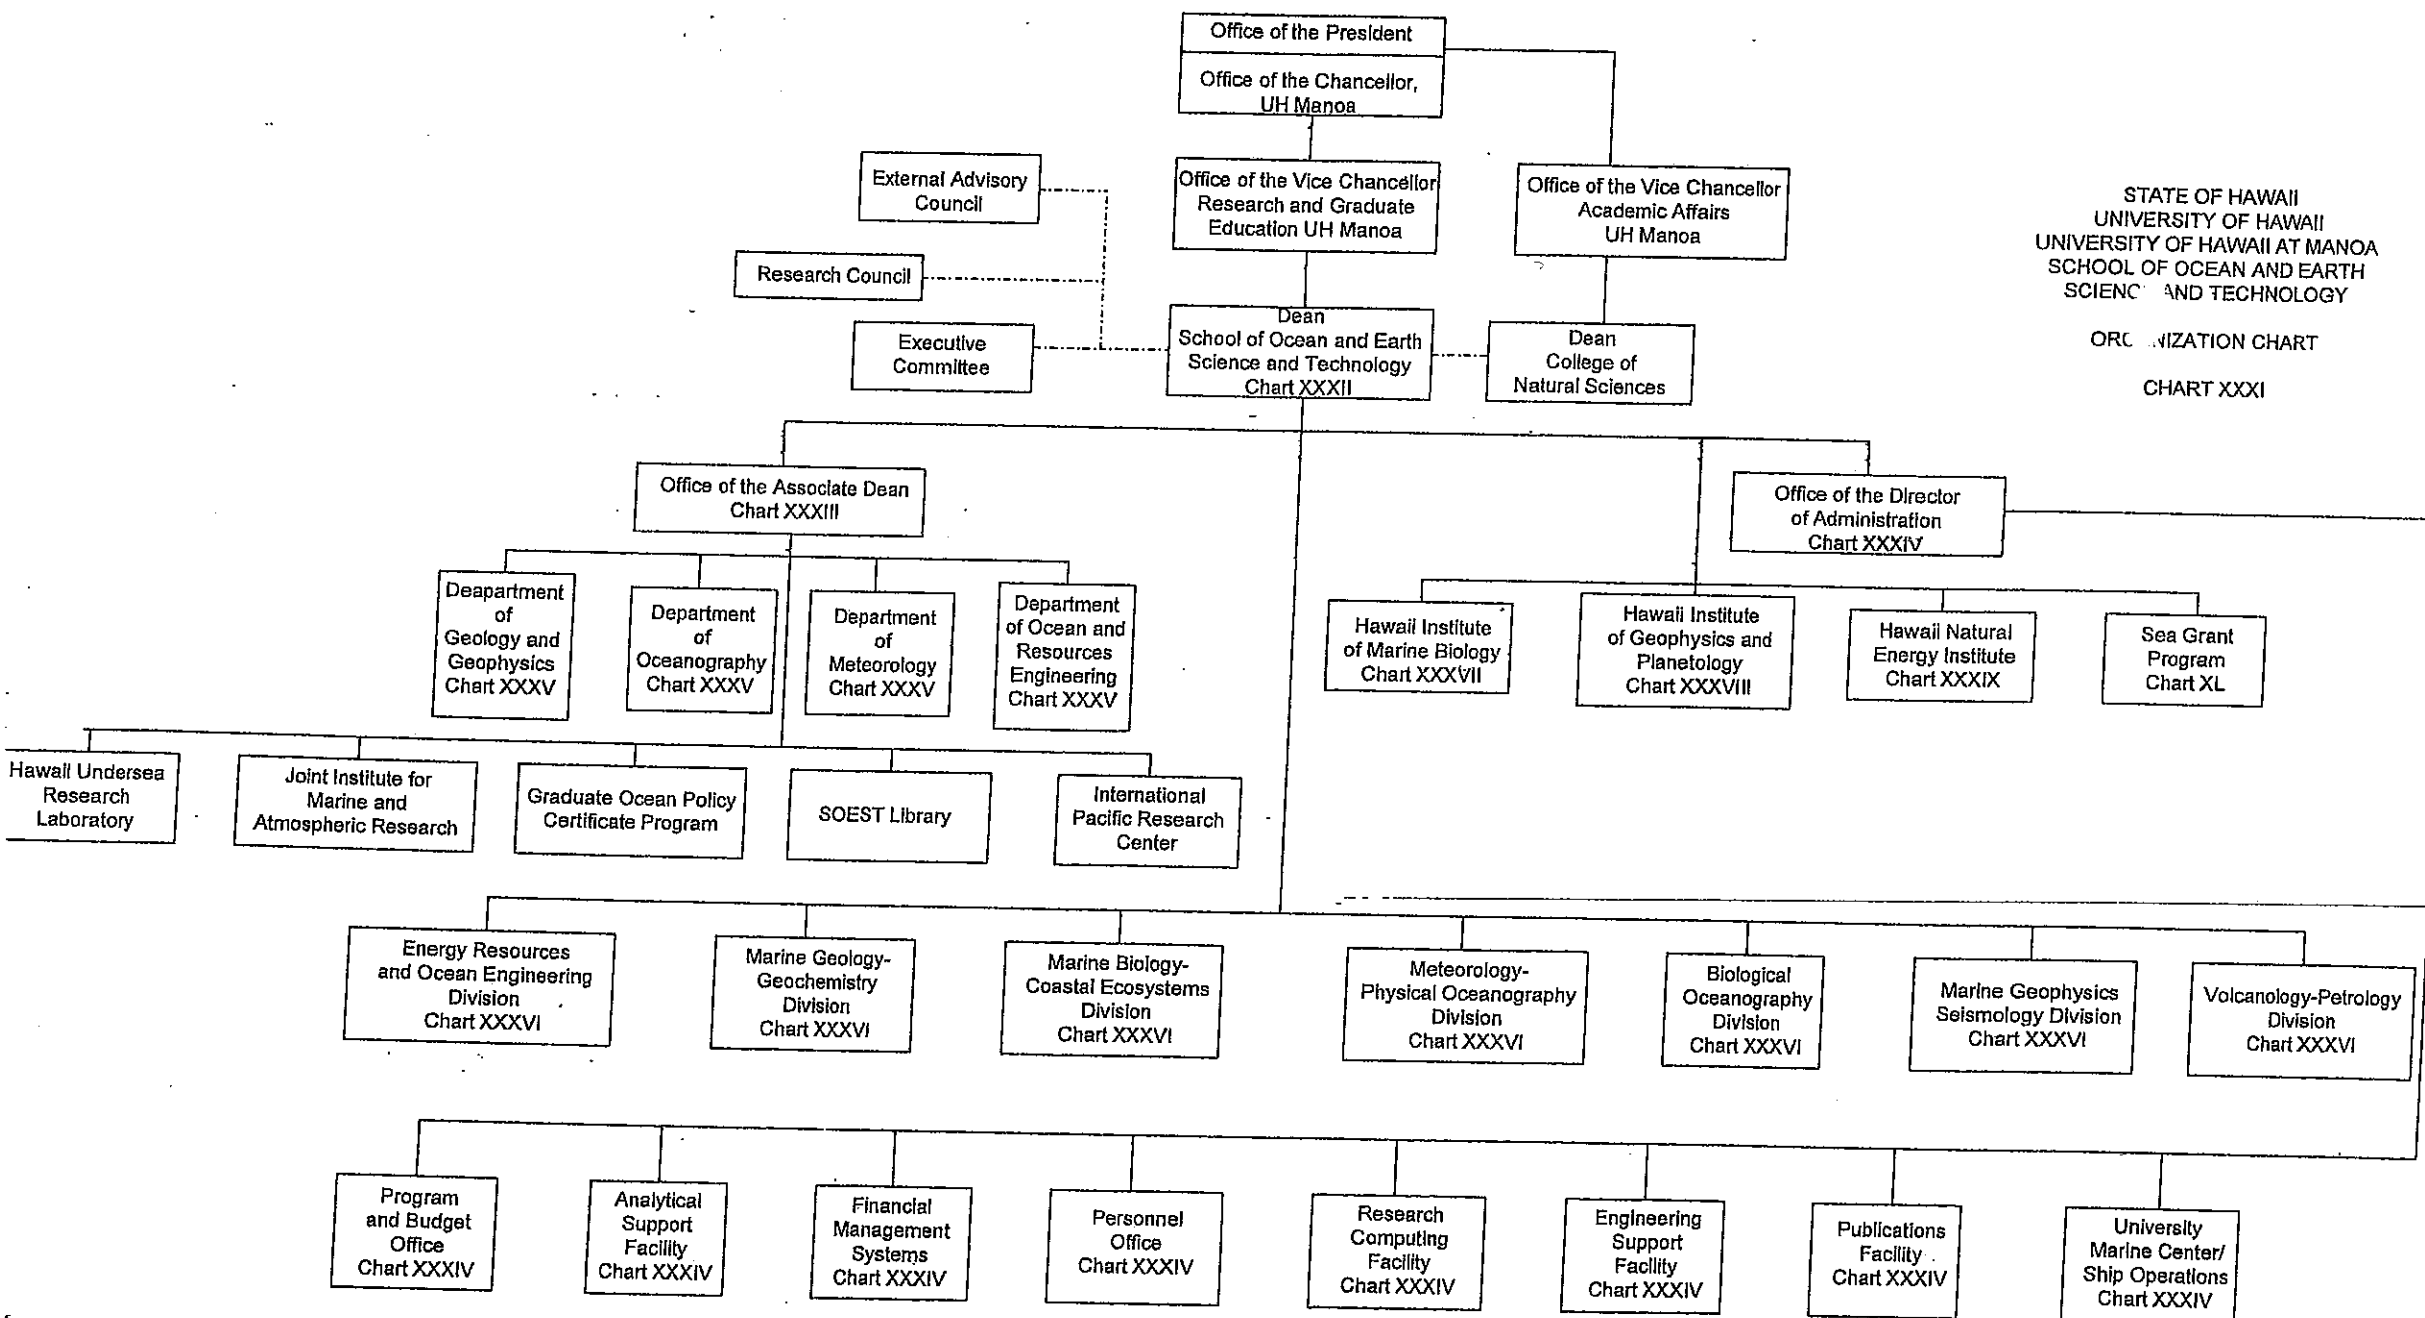 Office of the President
Office of the Chancellor,
UH Manoa
External Advisory
Council
Office of the Vice Chancellor
Research and Graduate
Education UH Manoa
Office of the Vice Chancellor
Academic Affairs
UH Manoa
STATE OF HAWAII
UNIVERSITY OF HAWAII
UNIVERSITY OF HAWAII AT MANOA
SCHOOL OF OCEAN AND EARTH
AND TECHNOLOGY
CHART
CHART XXXI
Research Council
Executive
Committee
Dean
School of Ocean and Earth
Science and Technology
Chart XXXII
Dean
College of
Natural Sciences
Office of the Associate Dean
Chart XXXIII
Office of the Director
of Administration
Chart XXXIV
Deapartment
of
Geology and
Geophysics
Chart XXXV
Department
of
Oceanography
Chart XXXV
Department
of
Meteorology
Chart XXXV
Department
of Ocean and
Resources
Engineering
Chart XXXV
Hawaii Institute
of Marine Biology
Chart XXXVII
Hawaii Institute
of Geophysics and
Planetology
Chart XXXVIII
Hawaii Natural
Energy Institute
Chart XXXIX
Sea Grant
Program
Chart XL
Hawaii Undersea
Research
Laboratory
Joint Institute for
Marine and
Atmospheric Research
Graduate Ocean Policy
Certificate Program
SOEST Library
International
Pacific Research
Center
Energy Resources
and Ocean Engineering
Division
Chart XXXVI
Marine Geology-
Geochemistry
Division
Chart XXXVI
Marine Biology-
Coastal Ecosystems
Division
Chart XXXVI
Meteorology-
Physical Oceanography
Division
Chart XXXVI
Biological
Oceanography
Division
Chart XXXVI
Marine Geophysics
Seismology Division
Chart XXXVI
Volcanology-Petrology
Division
Chart XXXVI
Program
and Budget
Office
Chart XXXIV
Analytical
Support
Facility
Chart XXXIV
Financial
Management
Systems
Chart XXXIV
Personnel
Office
Chart XXXIV
Research
Computing
Facility
Chart XXXIV
Engineering
Support
Facility
Chart XXXIV
Publications
Facility
Chart XXXIV
University
Marine Center/
Ship Operations
Chart XXXIV